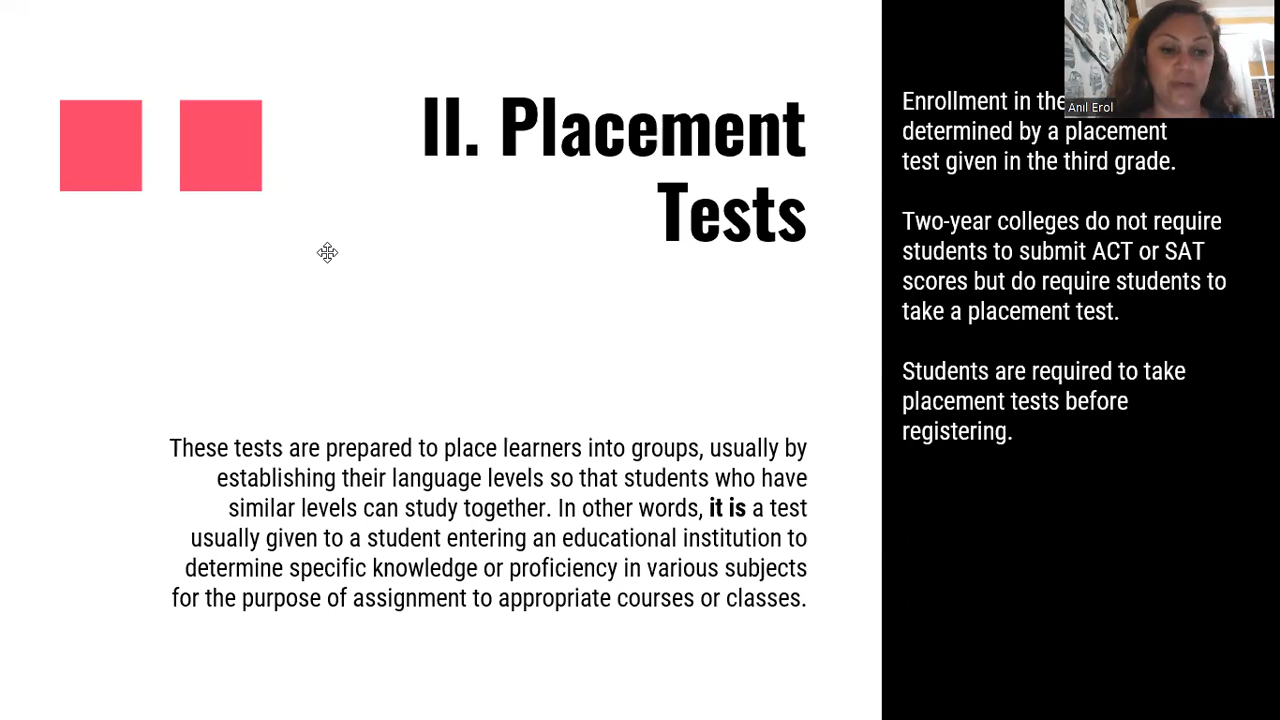 II. Placement
Tests
These tests are prepared to place learners into groups, usually by
establishing their language levels so that students who have
similar levels can study together. In other words, it is a test
usually given to a student entering an educational institution to
determine specific knowledge or proficiency in various subjects
for the purpose of assignment to appropriate courses or classes.
Anil Erol
Enrollment in the
determined by a placement
test given in the third grade.
Two-year colleges do not require
students to submit ACT or SAT
scores but do require students to
take a placement test.
Students are required to take
placement tests before
registering.